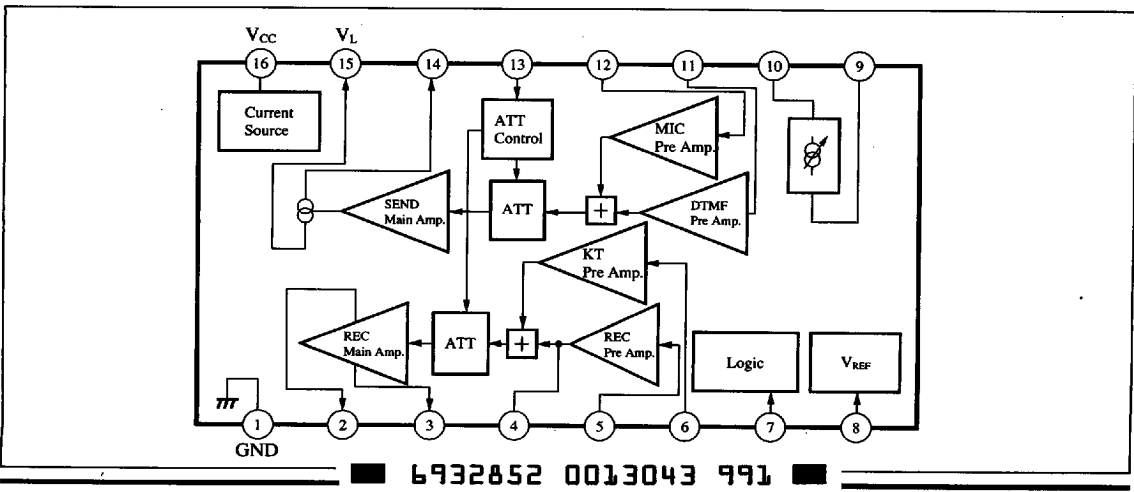 VCC VL
16 15 14 13 12 11 10 9
Current
Source
ATT
Control
MIC
Pre Amp.
SEND
Main Amp.
ATT
+
DTMF
Pre Amp.
KT
Pre Amp.
REC
Main Amp.
ATT
+
REC
Pre Amp.
Logic
VREF
1 2 3 4 5 6 7 8
GND
6932852 0013043 991